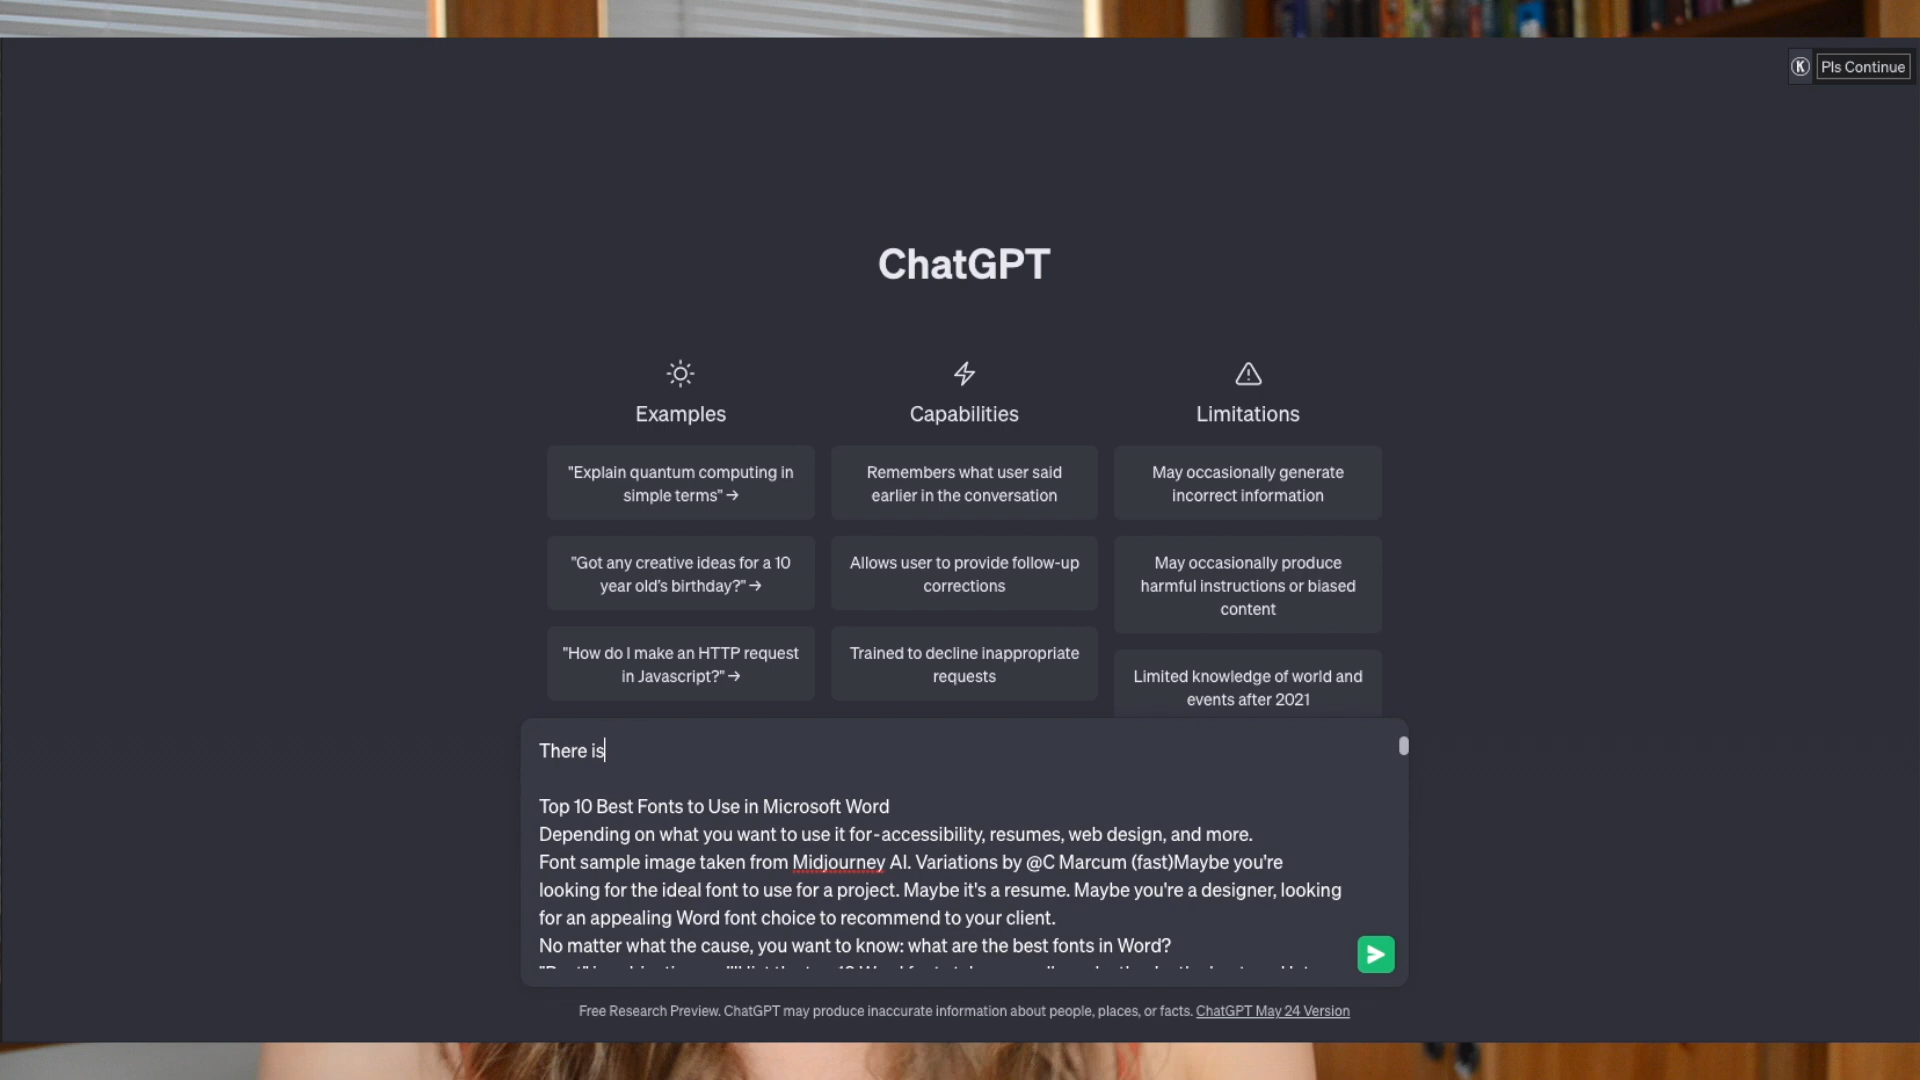 K Pls Continue
ChatGPT
Examples
"Explain quantum computing in
simple terms" →
"Got any creative ideas for a 10
year old's birthday?" →
"How do I make an HTTP request
in Javascript?" →
Capabilities
Remembers what user said
earlier in the conversation
Allows user to provide follow-up
corrections
Trained to decline inappropriate
requests
Limitations
May occasionally generate
incorrect information
May occasionally produce
harmful instructions or biased
content
Limited knowledge of world and
events after 2021
There is
Top 10 Best Fonts to Use in Microsoft Word
Depending on what you want to use it for-accessibility, resumes, web design, and more.
Font sample image taken from Midjourney AI. Variations by @C Marcum (fast)Maybe you're
looking for the ideal font to use for a project. Maybe it's a resume. Maybe you're a designer, looking
for an appealing Word font choice to recommend to your client.
No matter what the cause, you want to know: what are the best fonts in Word?
Free Research Preview. ChatGPT may produce inaccurate information about people, places, or facts. ChatGPT May 24 Version